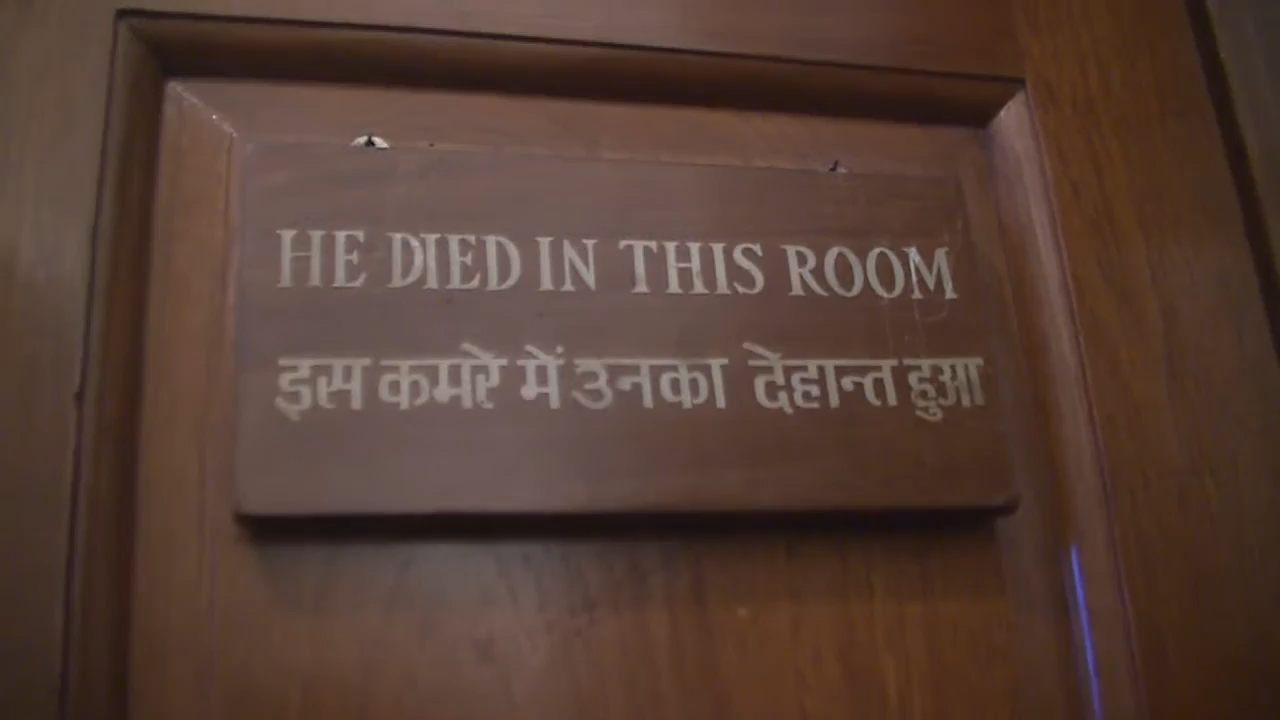 HE DIED IN THIS ROOM
इस कमरे में उनका देहान्त हुआ